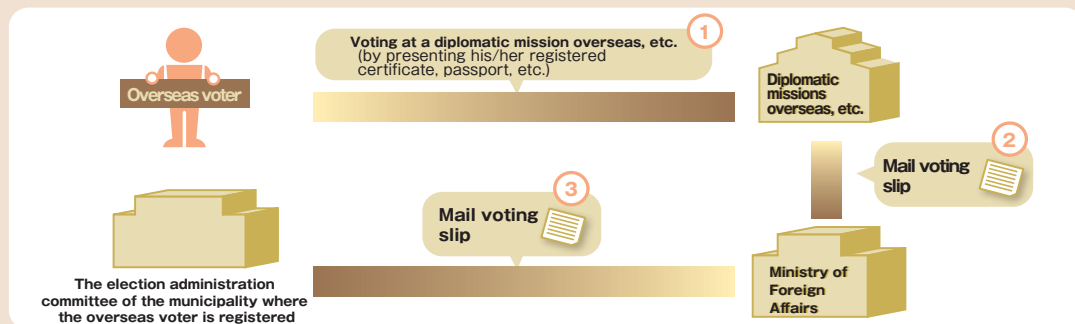 1
Voting at a diplomatic mission overseas, etc.
(by presenting his/her registered
certificate, passport, etc.)
Overseas voter
Diplomatic
missions
overseas, etc.
2
Mail voting
slip
3
Mail voting
slip
Ministry of
Foreign
Affairs
The election administration
committee of the municipality where
the overseas voter is registered